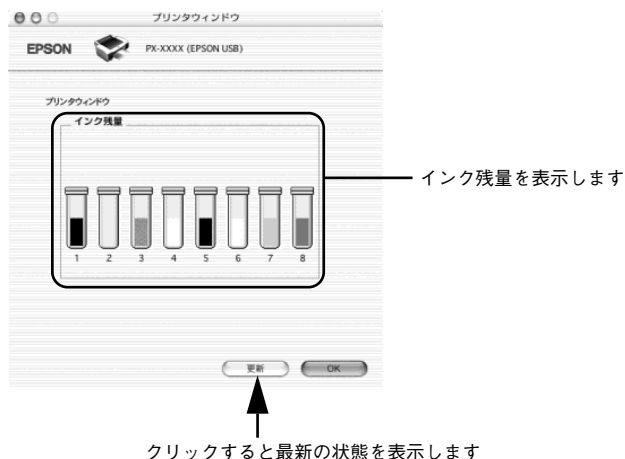 プリンタウィンドウ
EPSON PX-XXXX (EPSON USB)
プリンタウィンドウ
インク残量
インク残量を表示します
1 2 3 4 5 6 7 8
更新 OK
クリックすると最新の状態を表示します